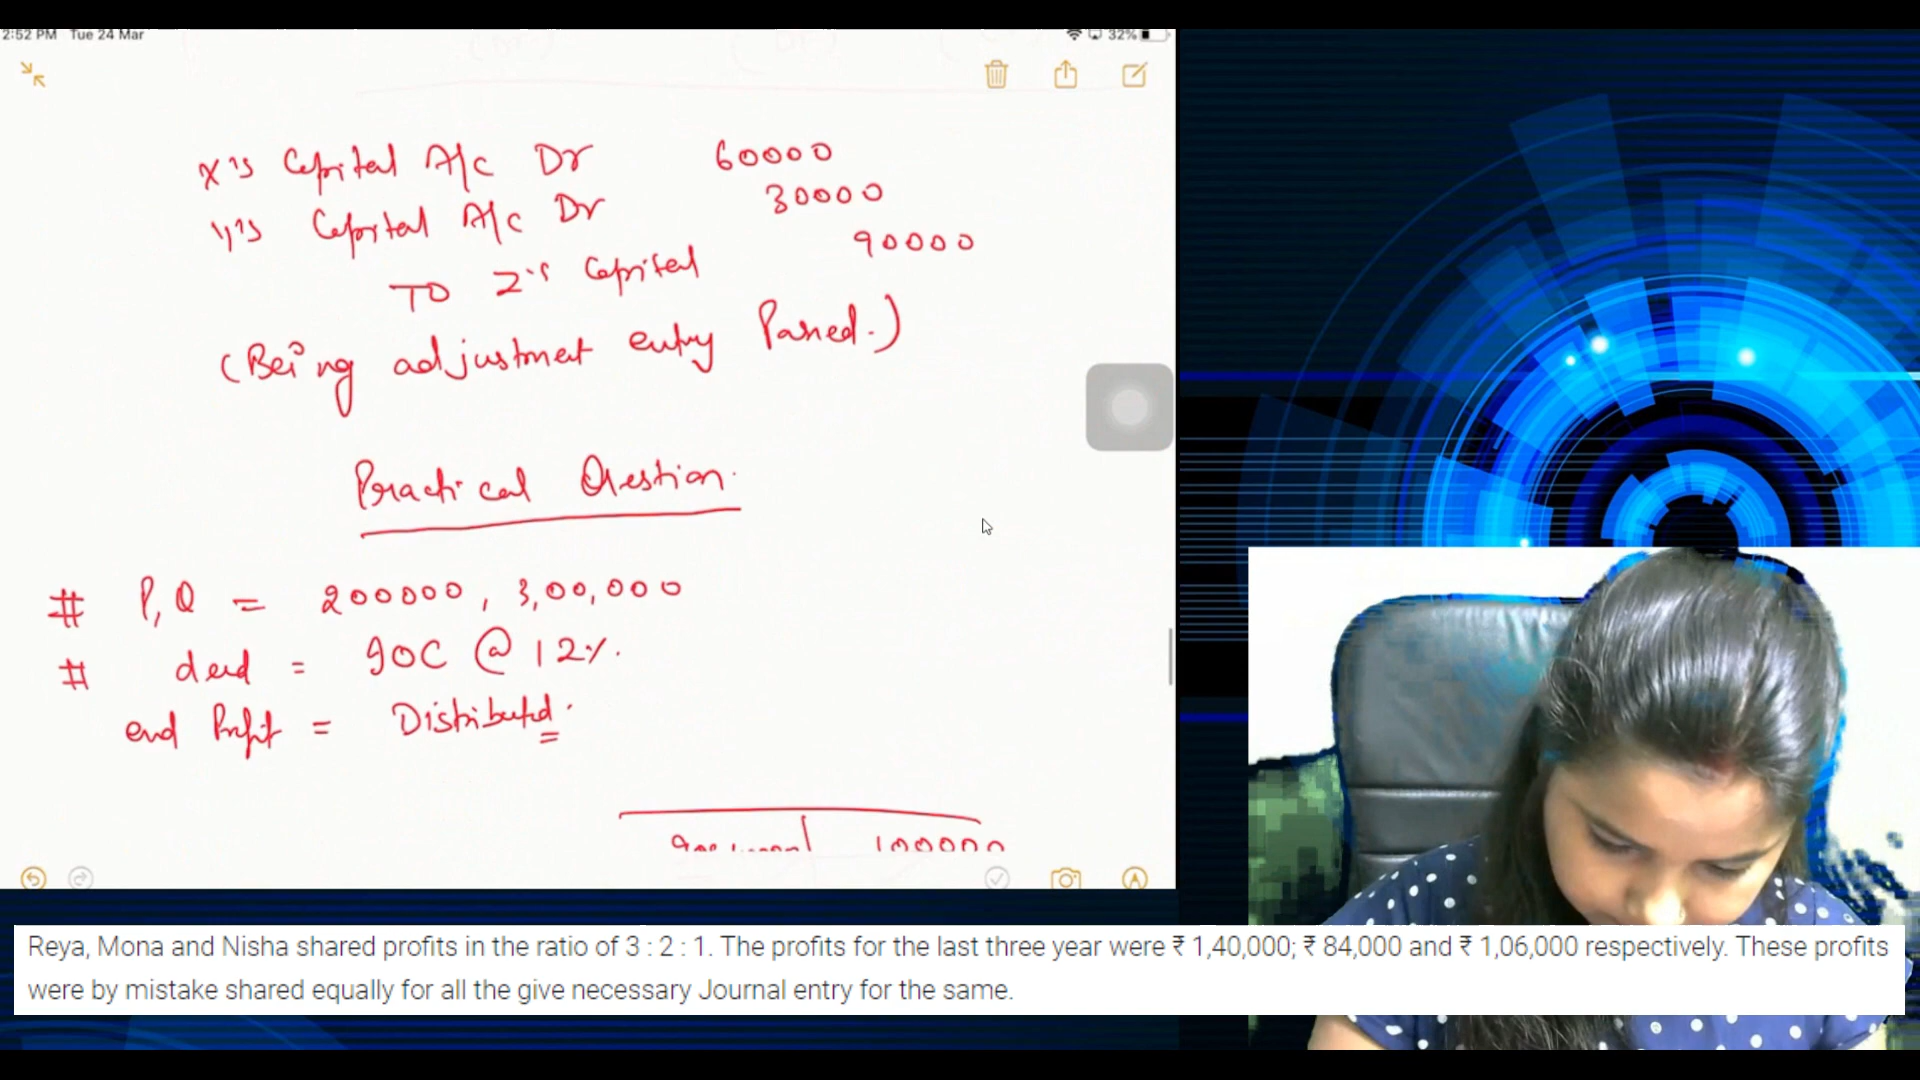 2:52 PM Tue 24 Mar
32%
X's Capital A/c Dr 60000
Y's Capital A/c Dr 30000
TO Z's Capital 90000
(Being adjustment entry Passed.)
Practical Question.
# P, Q = 200000, 3,00,000
# = IOC @ 12%.
end Profit = Distributed.
100000
Reya, Mona and Nisha shared profits in the ratio of 3 : 2 : 1. The profits for the last three year were ₹ 1,40,000; ₹ 84,000 and ₹ 1,06,000 respectively. These profits
were by mistake shared equally for all the give necessary Journal entry for the same.